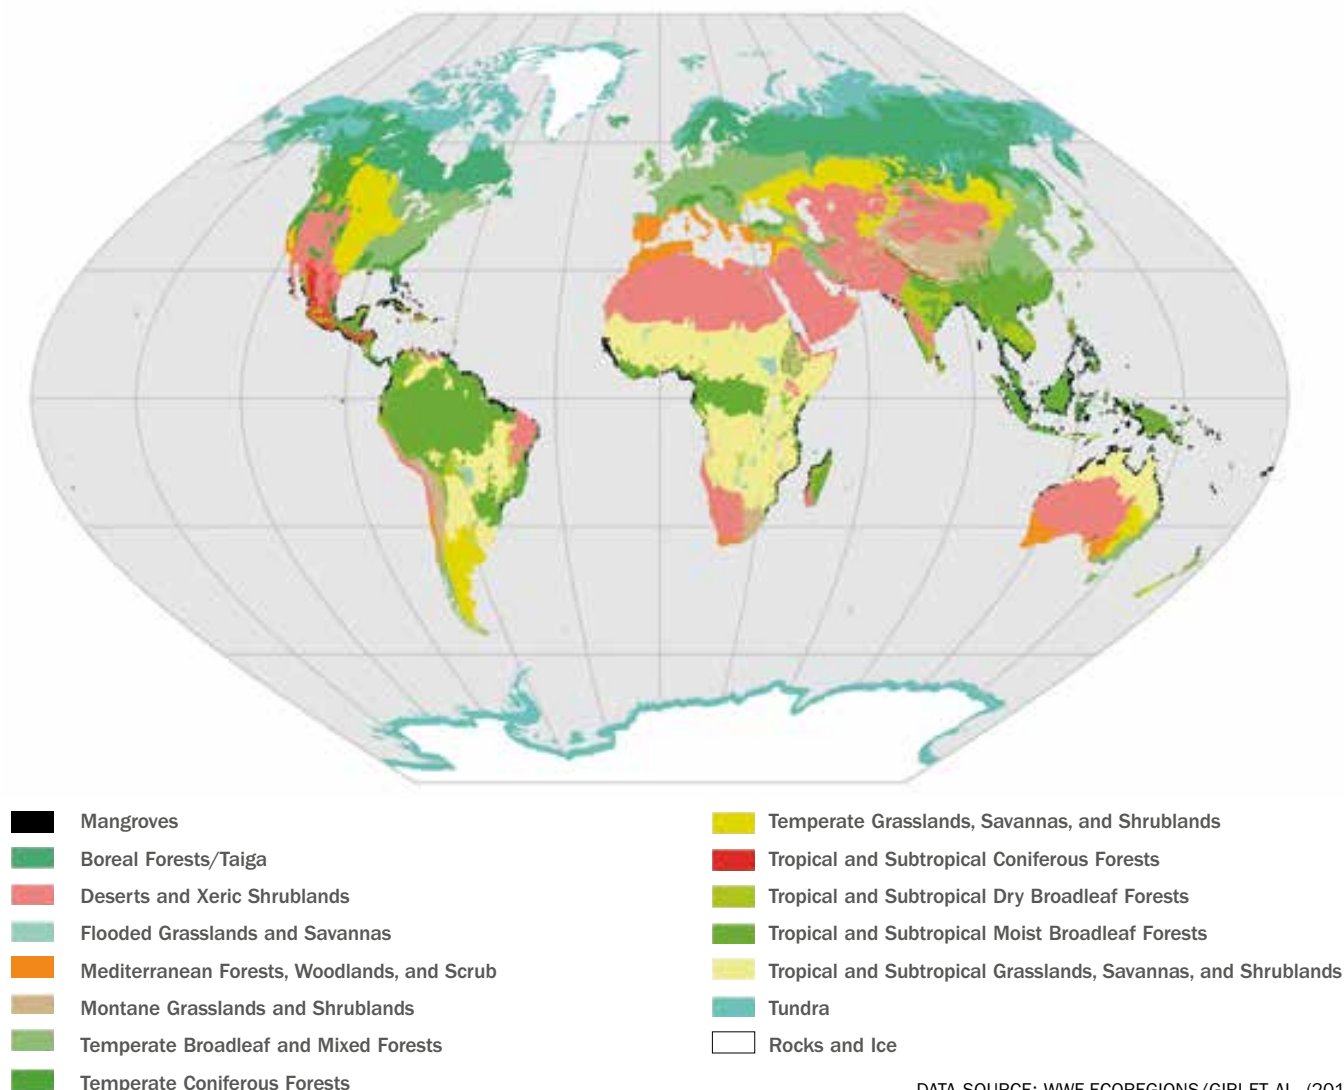 Mangroves
Boreal Forests/Taiga
Deserts and Xeric Shrublands
Flooded Grasslands and Savannas
Mediterranean Forests, Woodlands, and Scrub
Montane Grasslands and Shrublands
Temperate Broadleaf and Mixed Forests
Temperate Coniferous Forests
Temperate Grasslands, Savannas, and Shrublands
Tropical and Subtropical Coniferous Forests
Tropical and Subtropical Dry Broadleaf Forests
Tropical and Subtropical Moist Broadleaf Forests
Tropical and Subtropical Grasslands, Savannas, and Shrublands
Tundra
Rocks and Ice
DATA SOURCE: WWF ECOREGIONS/GIRI ET AL. (201